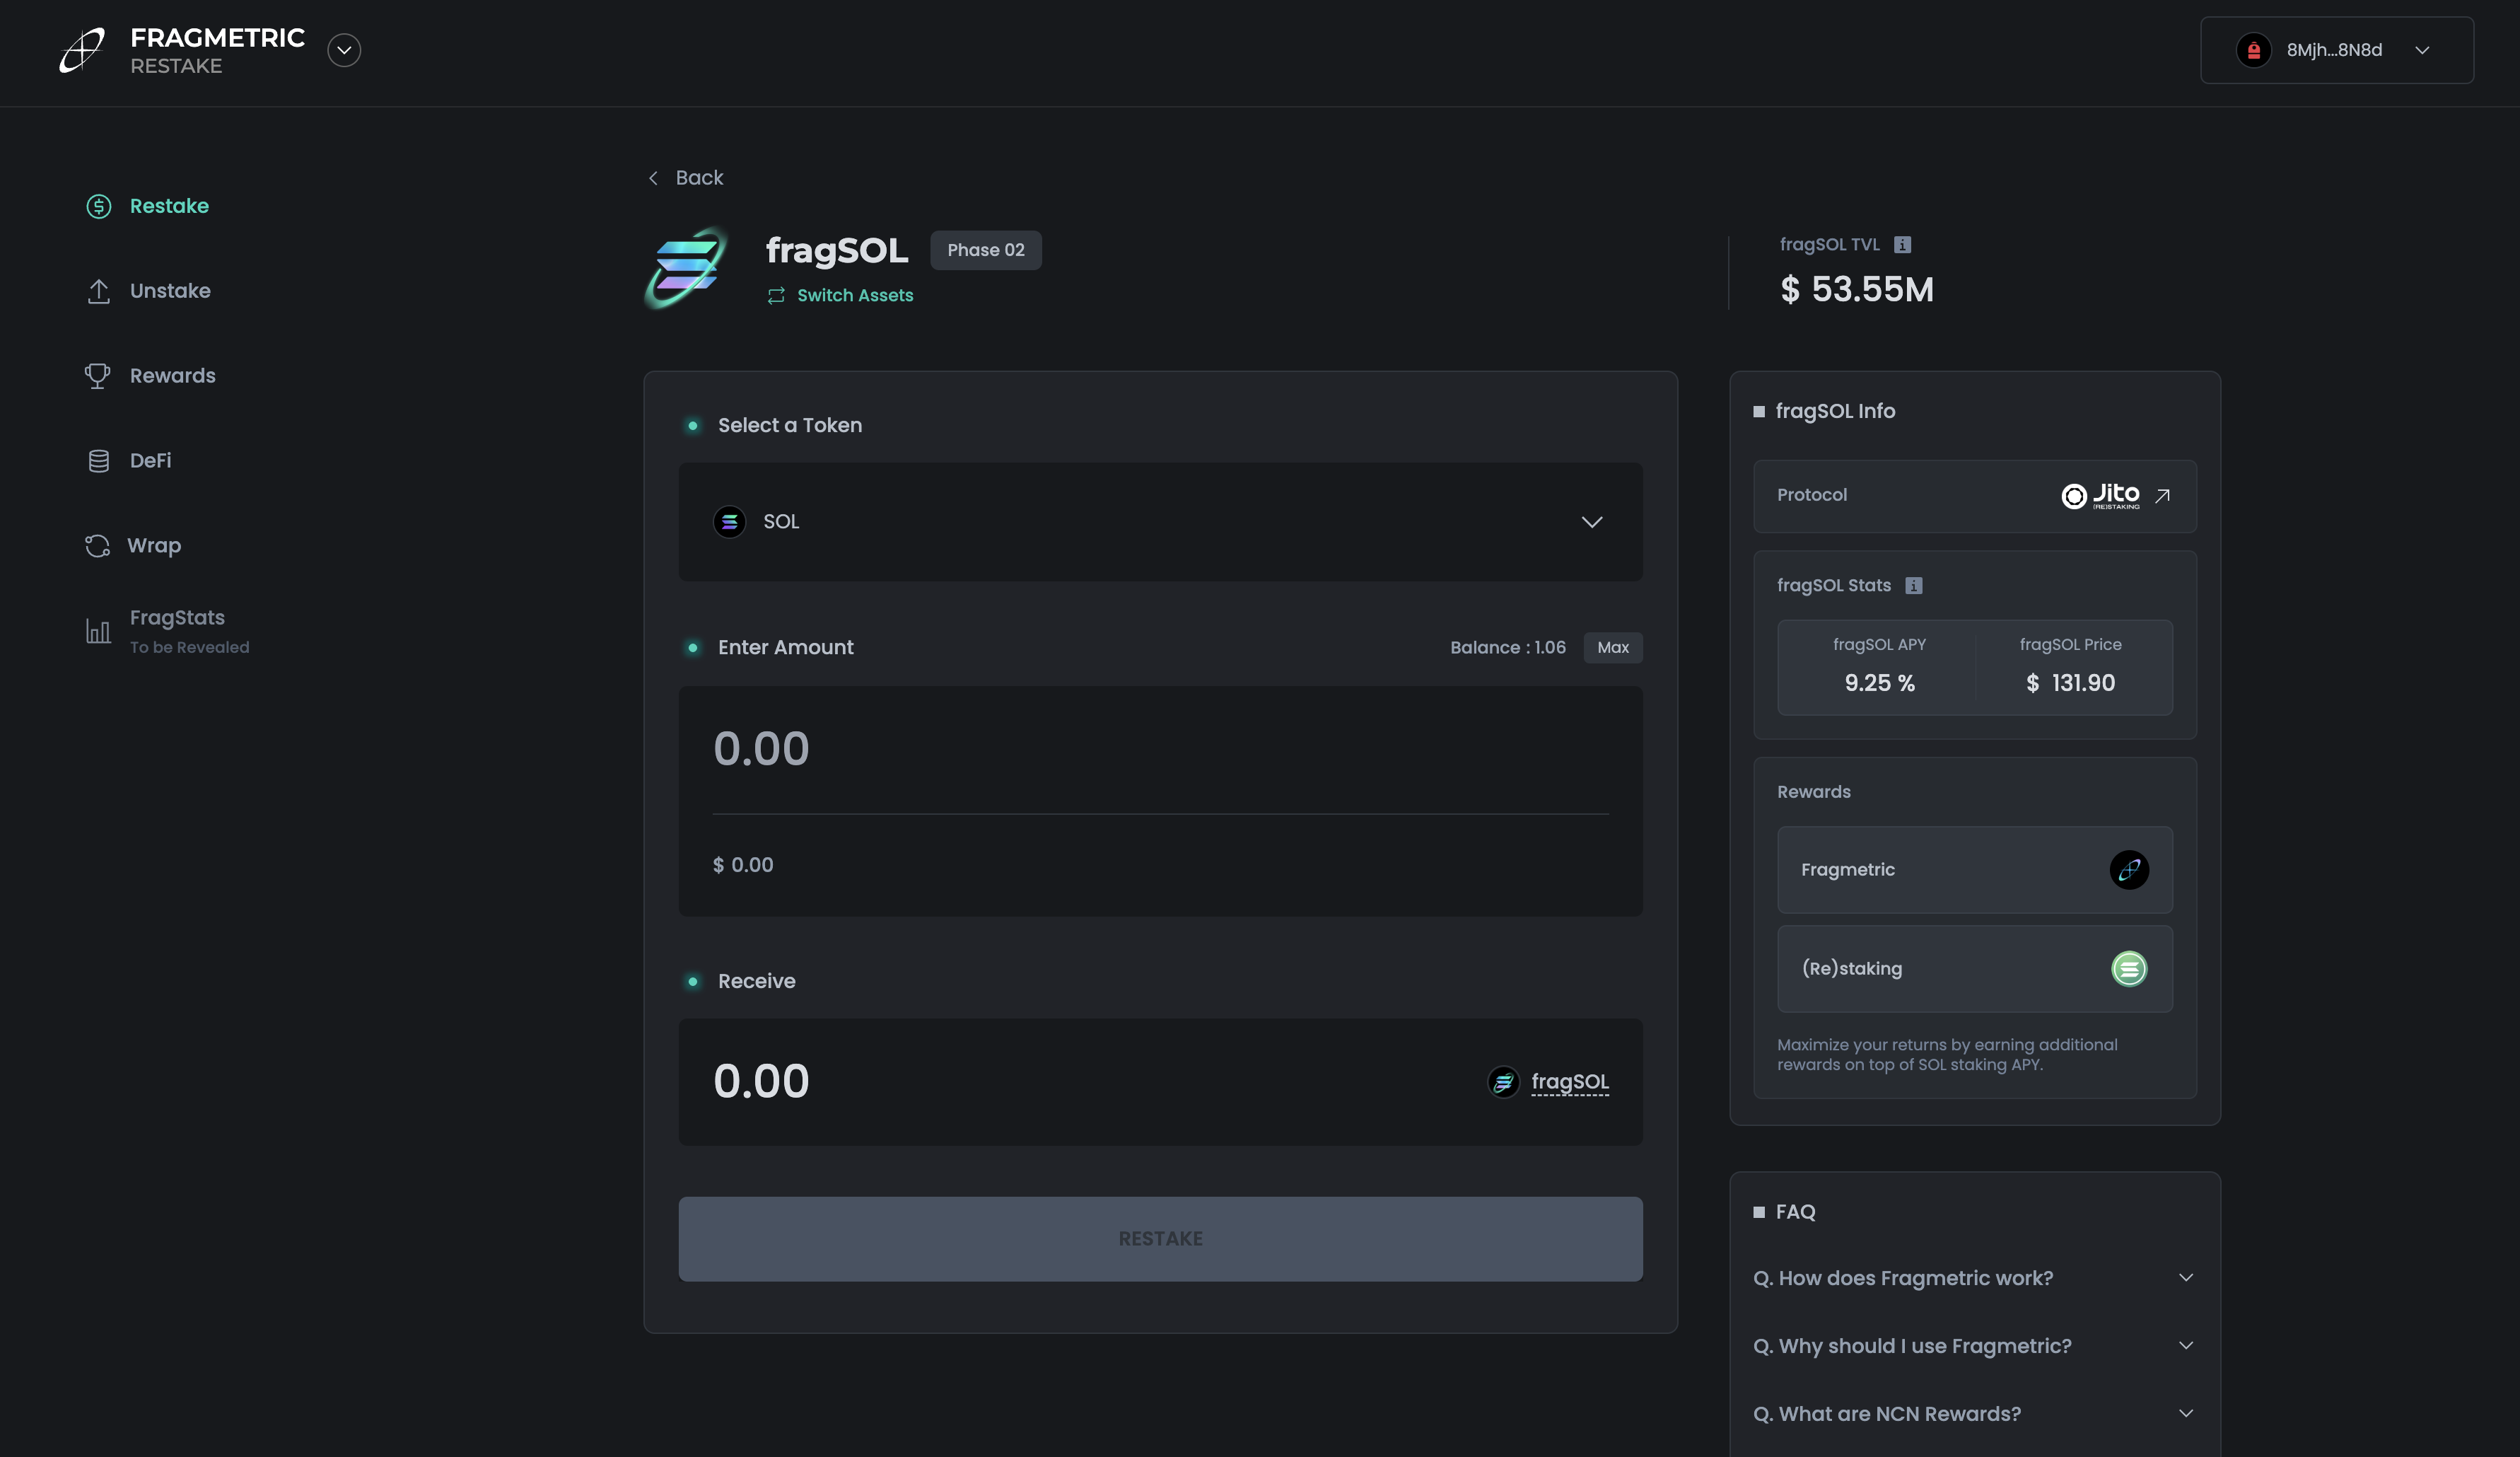 FRAGMETRIC
RESTAKE
8Mjh...8N8d
Restake
Unstake
Rewards
DeFi
Wrap
FragStats
To be Revealed
Back
fragSOL
Phase 02
Switch Assets
fragSOL TVL
$ 53.55M
Select a Token
SOL
Enter Amount
Balance : 1.06
Max
0.00
$ 0.00
Receive
0.00
fragSOL
RESTAKE
fragSOL Info
Protocol
Jito
(RE)STAKING
fragSOL Stats
fragSOL APY
9.25 %
fragSOL Price
$ 131.90
Rewards
Fragmetric
(Re)staking
Maximize your returns by earning additional
rewards on top of SOL staking APY.
FAQ
Q. How does Fragmetric work?
Q. Why should I use Fragmetric?
Q. What are NCN Rewards?